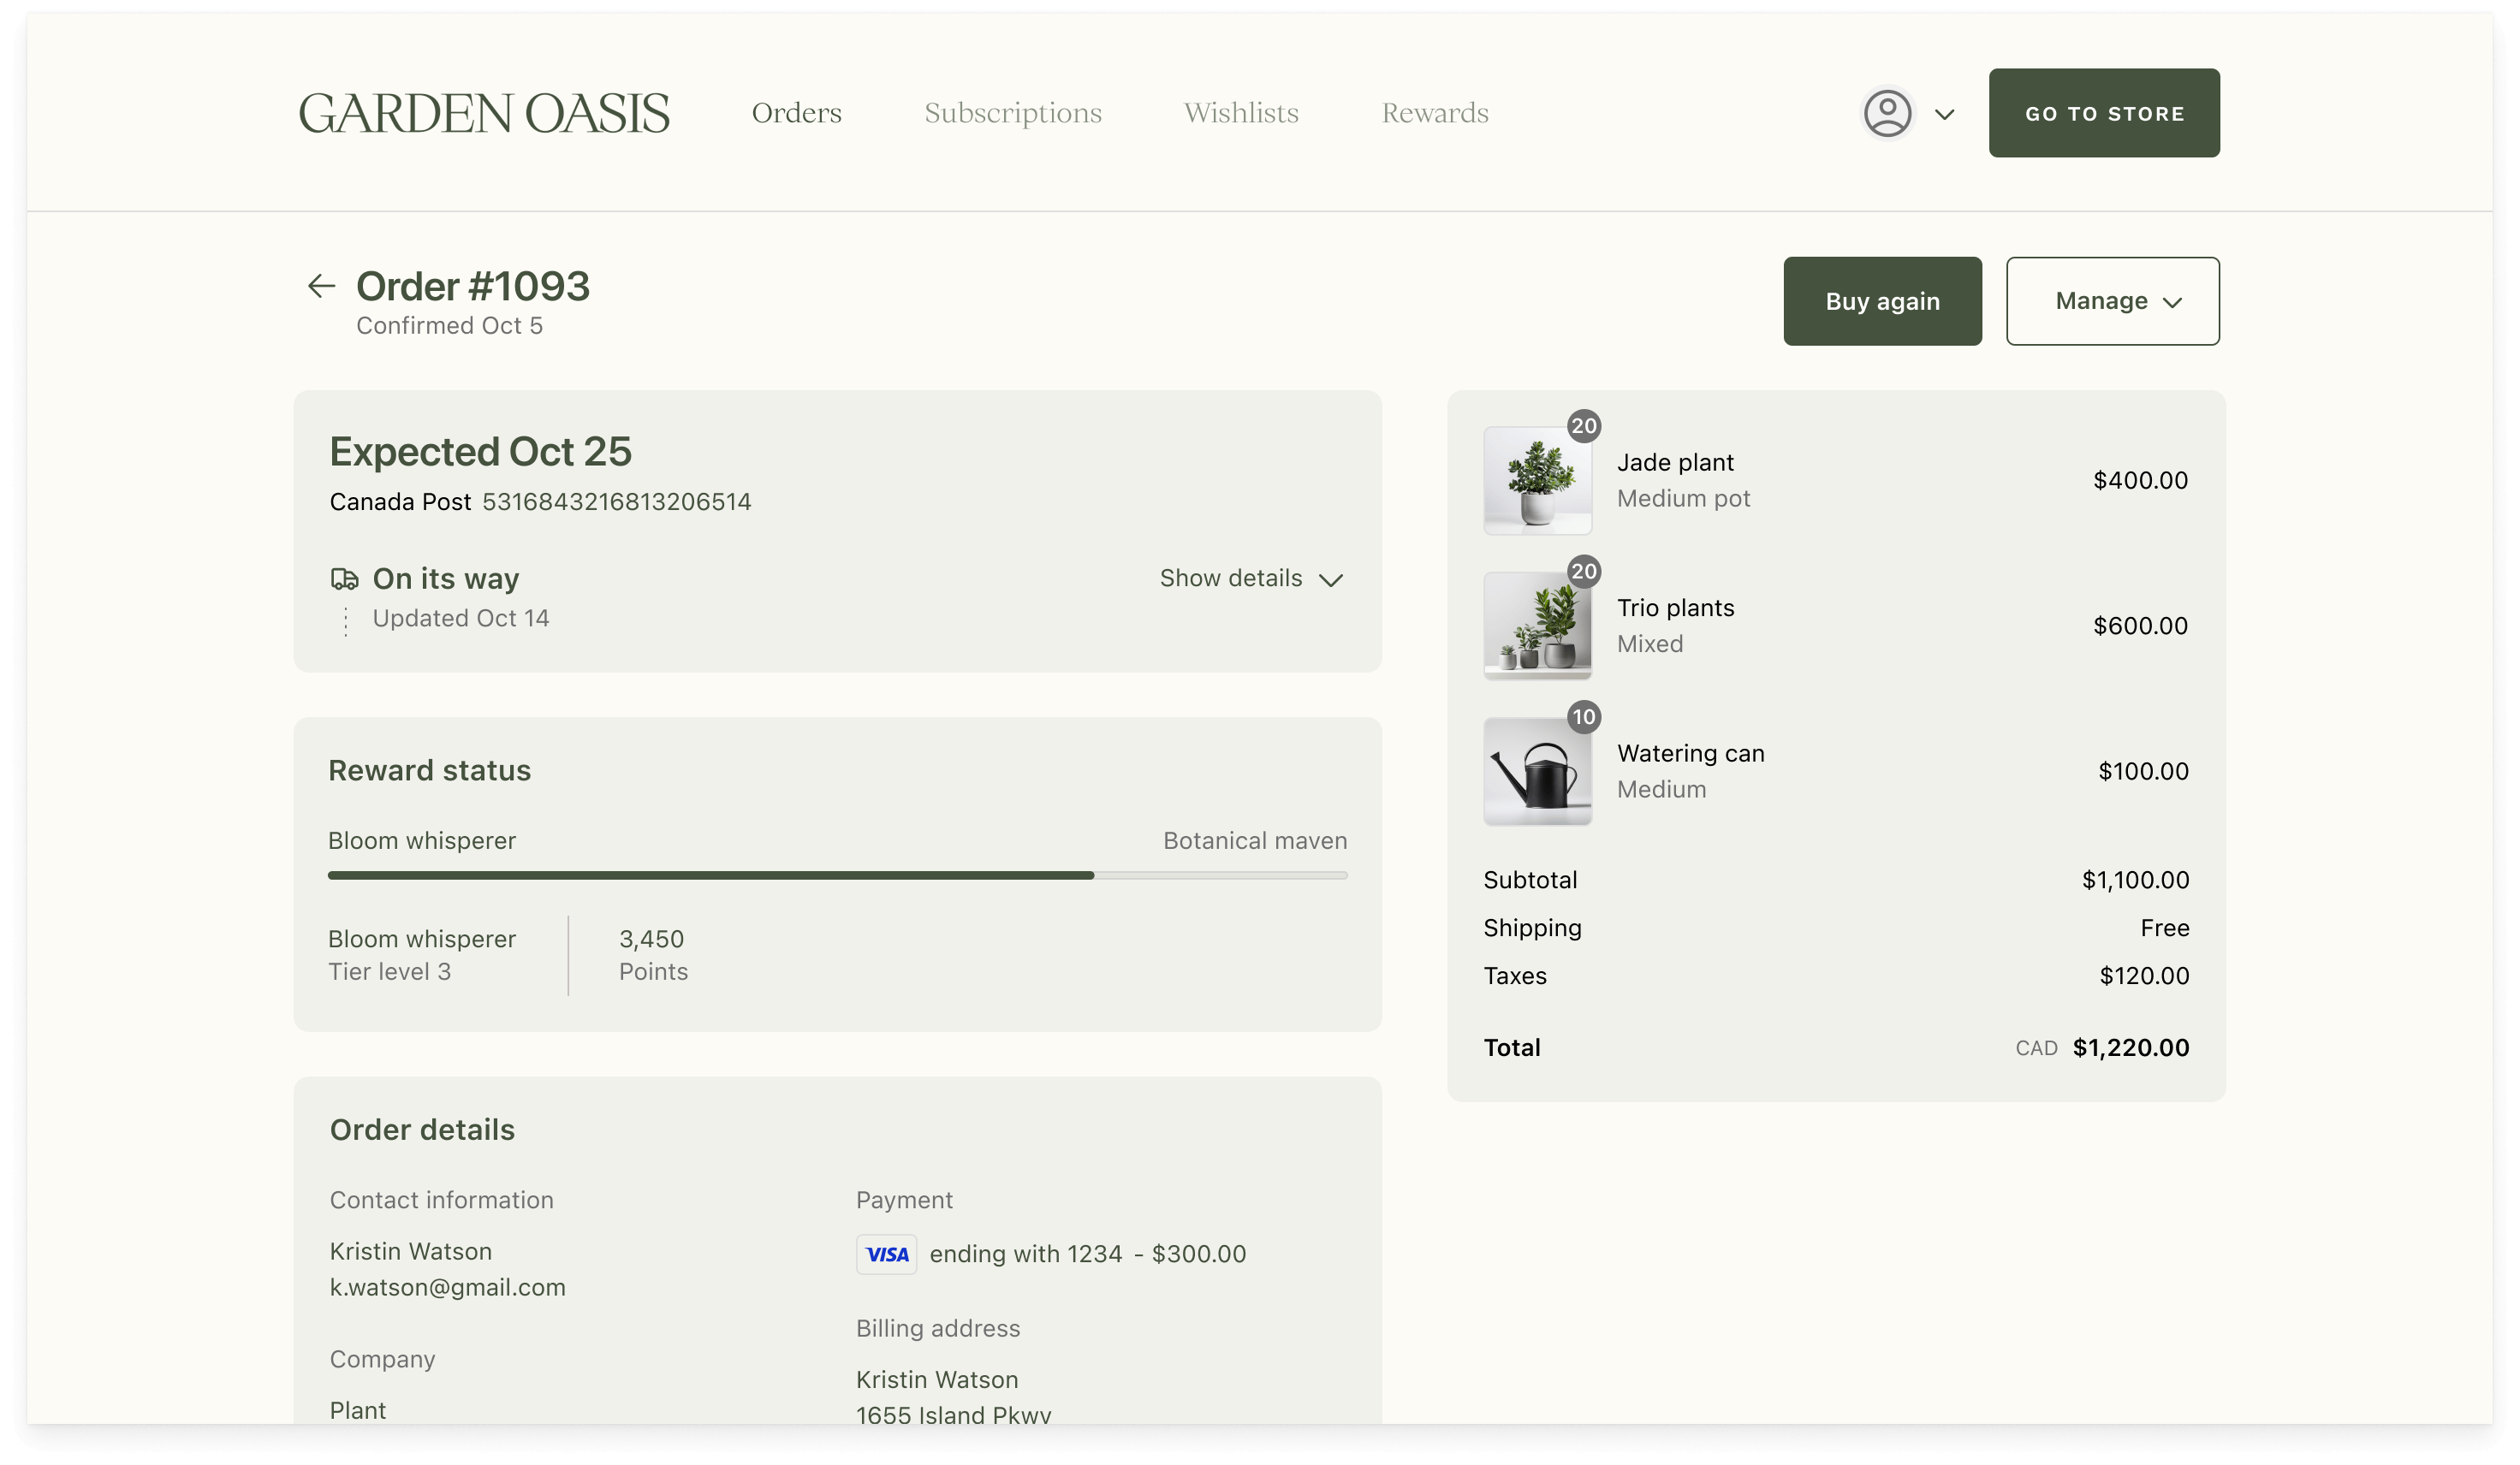 GARDEN OASIS
Orders
Subscriptions
Wishlists
Rewards
GO TO STORE
Order #1093
Confirmed Oct 5
Buy again
Manage
Expected Oct 25
Canada Post 5316843216813206514
On its way
Show details
Updated Oct 14
Reward status
Bloom whisperer
Botanical maven
Bloom whisperer
Tier level 3
3,450
Points
Order details
Contact information
Kristin Watson
k.watson@gmail.com
Company
Plant
Payment
VISA ending with 1234 - $300.00
Billing address
Kristin Watson
1655 Island Pkwy
20
Jade plant
Medium pot
$400.00
20
Trio plants
Mixed
$600.00
10
Watering can
Medium
$100.00
Subtotal $1,100.00
Shipping Free
Taxes $120.00
Total CAD $1,220.00